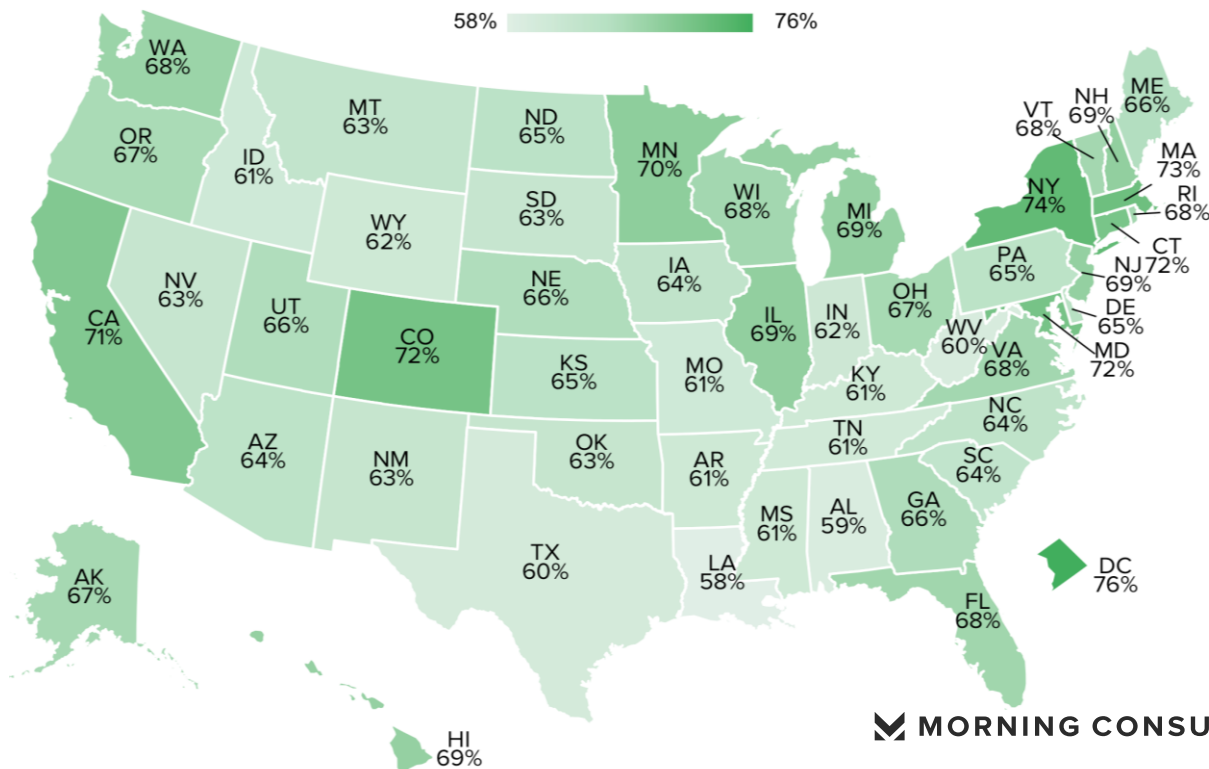 58% 76%
WA
68%
OR
67%
CA
71%
ID
61%
NV
63%
MT
63%
WY
62%
UT
66%
CO
72%
AZ
64%
NM
63%
ND
65%
SD
63%
NE
66%
KS
65%
OK
63%
TX
60%
MN
70%
IA
64%
MO
61%
AR
61%
LA
58%
WI
68%
IL
69%
MI
69%
IN
62%
OH
67%
KY
61%
TN
61%
MS
61%
AL
59%
GA
66%
FL
68%
SC
64%
NC
64%
VA
68%
WV
60%
PA
65%
NY
74%
VT
68%
NH
69%
ME
66%
MA
73%
RI
68%
CT
72%
NJ
69%
DE
65%
MD
72%
DC
76%
AK
67%
HI
69%
MORNING CONSU